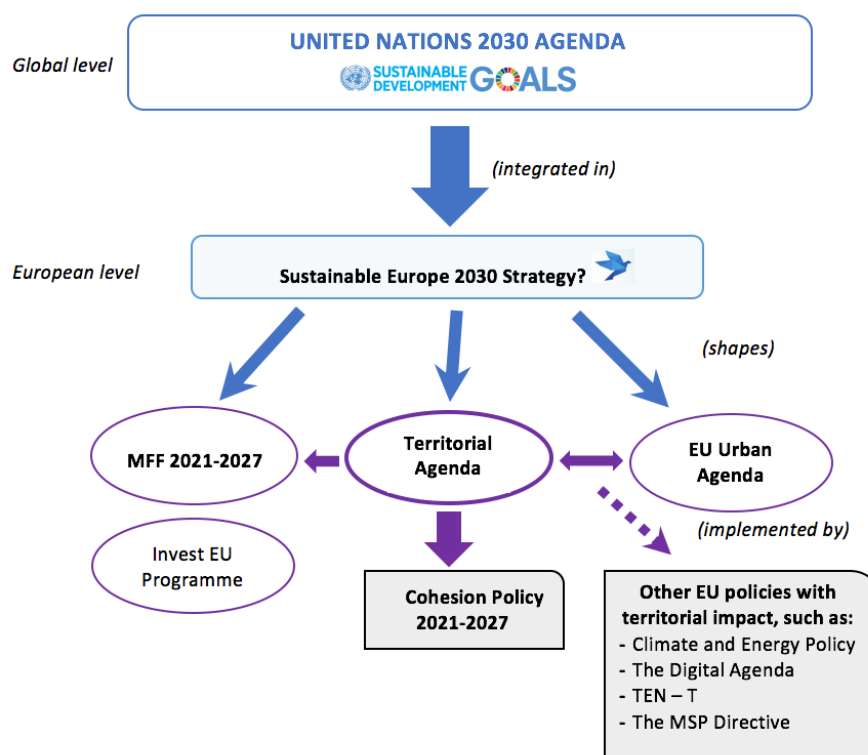 UNITED NATIONS 2030 AGENDA
Global level
SUSTAINABLE
DEVELOPMENT
GOALS
(integrated in)
European level
Sustainable Europe 2030 Strategy?
(shapes)
MFF 2021-2027
Territorial
Agenda
EU Urban
Agenda
Invest EU
Programme
(implemented by)
Cohesion Policy
2021-2027
Other EU policies with
territorial impact, such as:
- Climate and Energy Policy
- The Digital Agenda
- TEN – T
- The MSP Directive